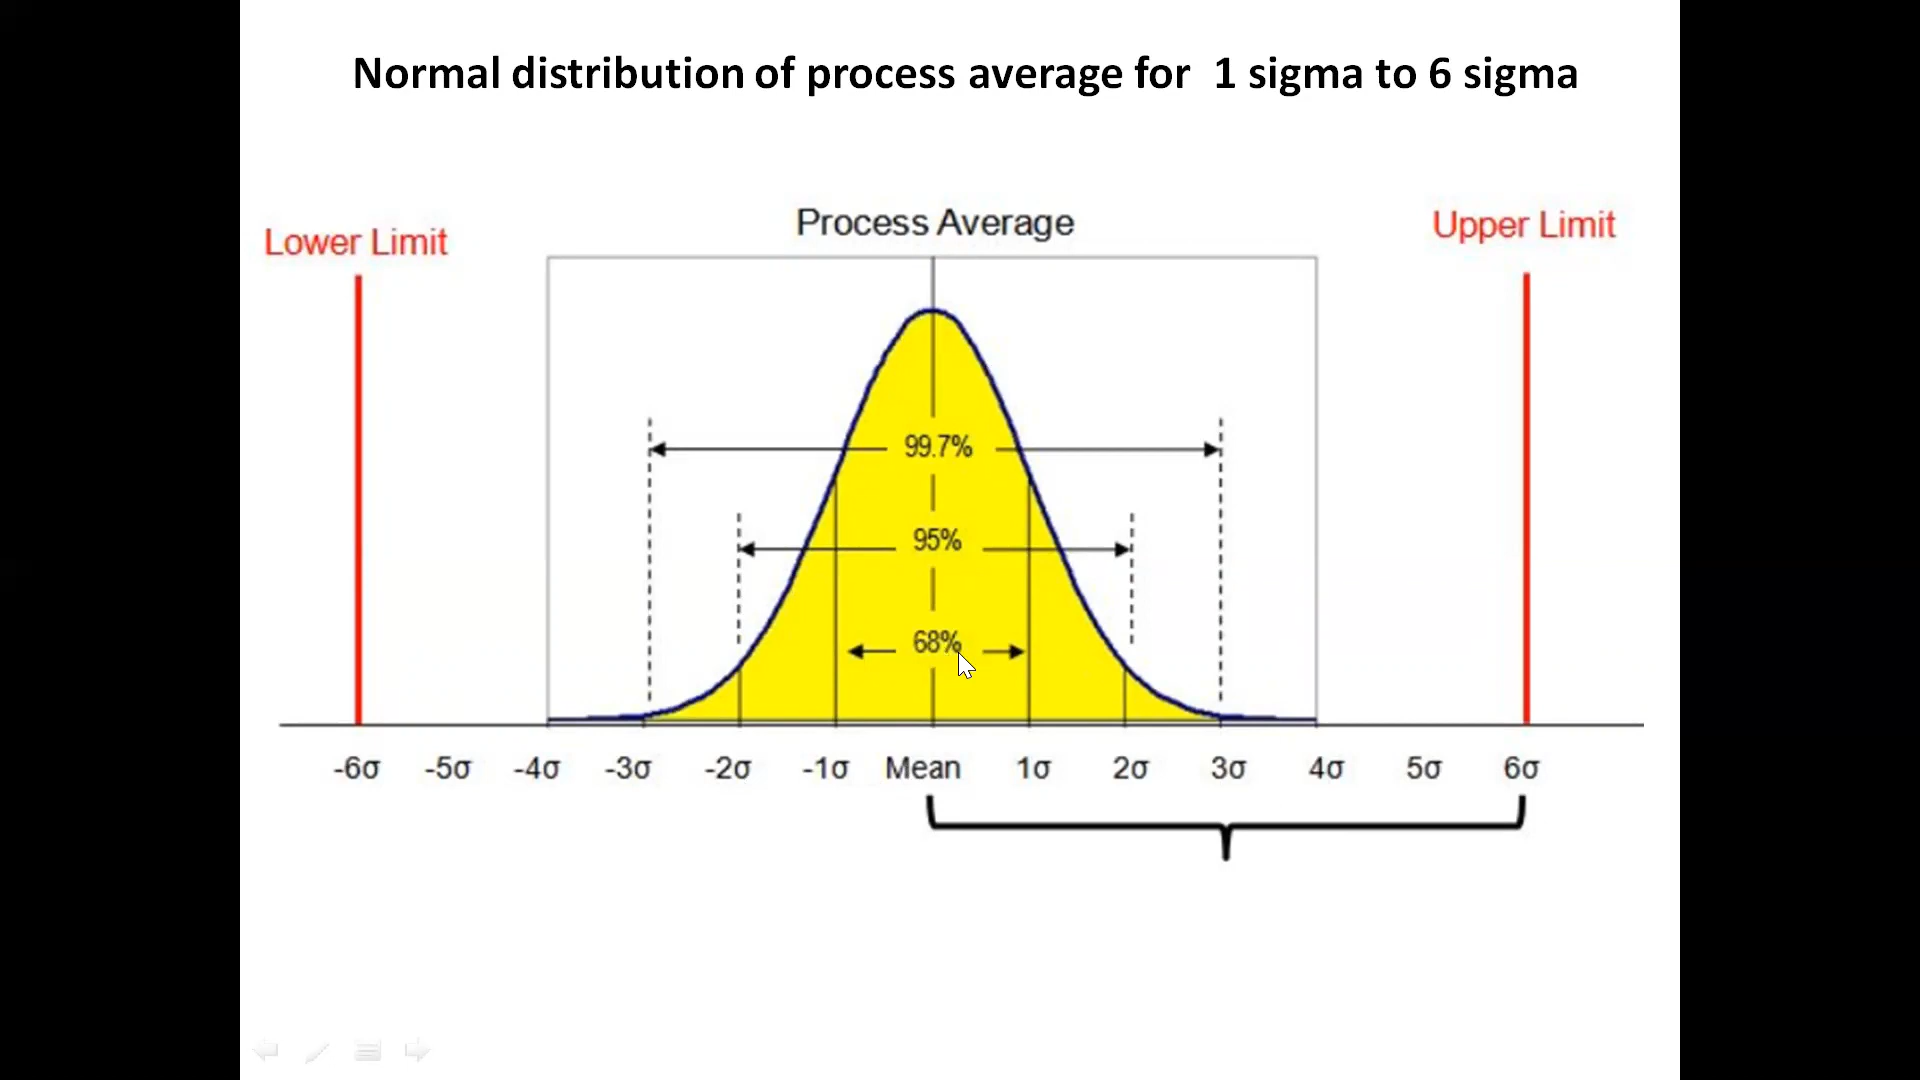 Normal distribution of process average for 1 sigma to 6 sigma
Process Average
Upper Limit
Lower Limit
99.7%
95%
68%
-6σ -5σ -4σ -3σ -2σ -1σ Mean 1σ 2σ 3σ 4σ 5σ 6σ